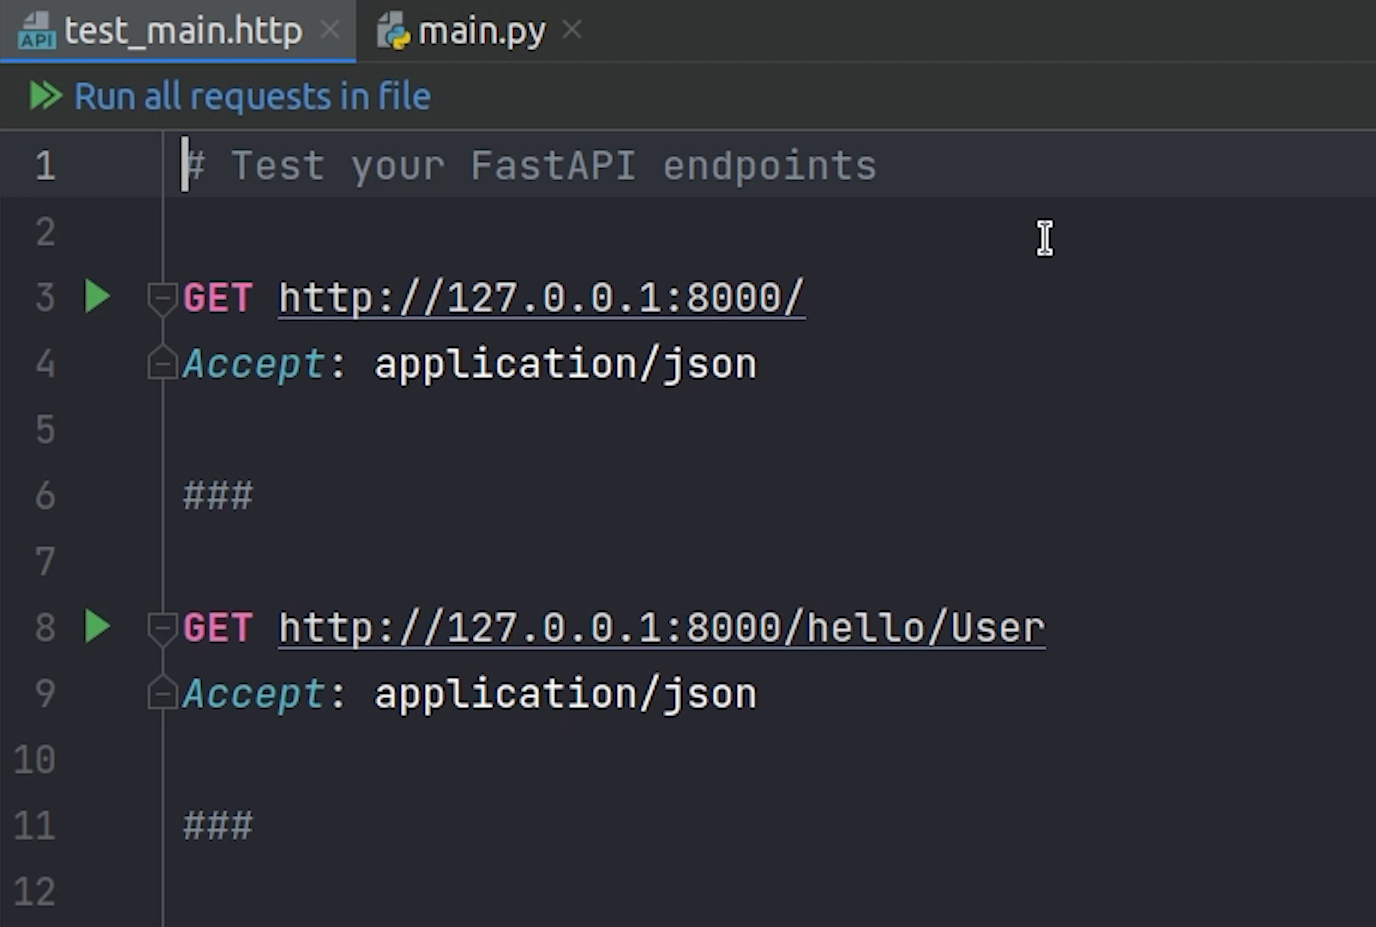 API test_main.http × main.py ×
Run all requests in file
1 # Test your FastAPI endpoints
2
3 GET http://127.0.0.1:8000/
4 Accept: application/json
5
6 ###
7
8 GET http://127.0.0.1:8000/hello/User
9 Accept: application/json
10
11 ###
12